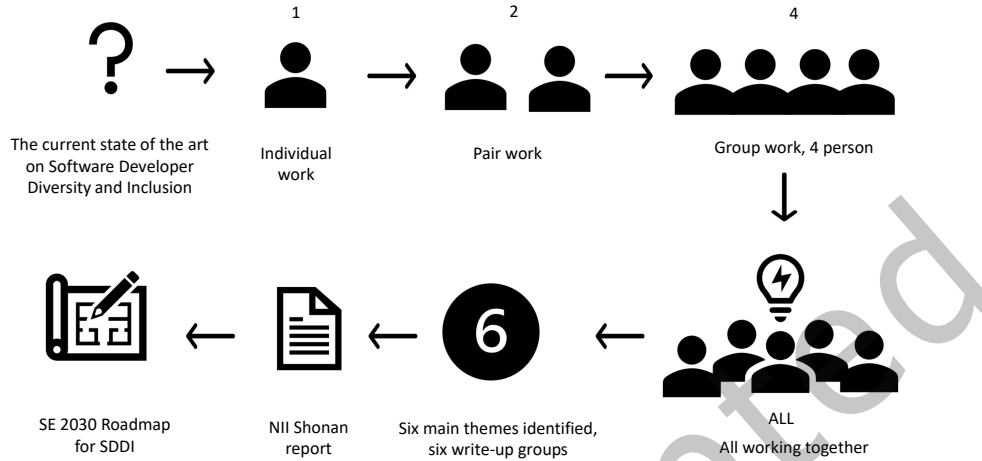 1
2
4
?
The current state of the art
on Software Developer
Diversity and Inclusion
Individual
work
Pair work
Group work, 4 person
6
SE 2030 Roadmap
for SDDI
NII Shonan
report
Six main themes identified,
six write-up groups
ALL
All working together